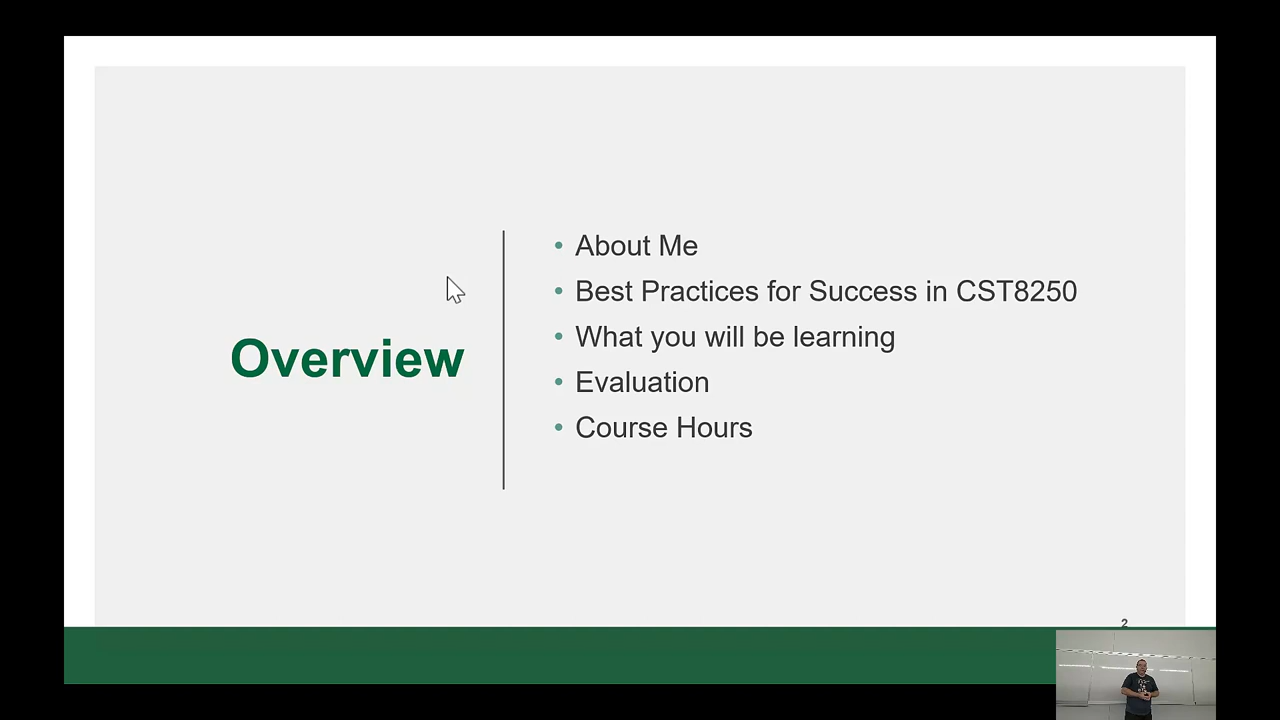 Overview
• About Me
• Best Practices for Success in CST8250
• What you will be learning
• Evaluation
• Course Hours
2